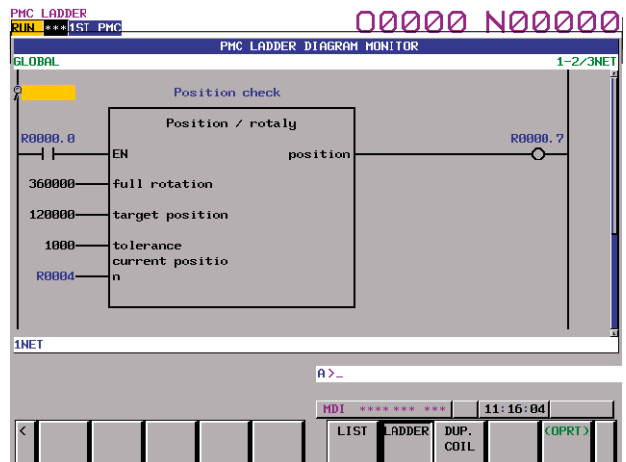 PMC LADDER
RUN ***1ST PMC O0000 N00000
PMC LADDER DIAGRAM MONITOR
GLOBAL 1-2/3NET
Position check
Position / rotaly
R0000.0 R0000.7
EN position
360000 full rotation
120000 target position
1000 tolerance
current positio
R0004 n
1NET
A>_
MDI **** *** *** 11:16:04
< LIST LADDER DUP. (OPRT)
COIL